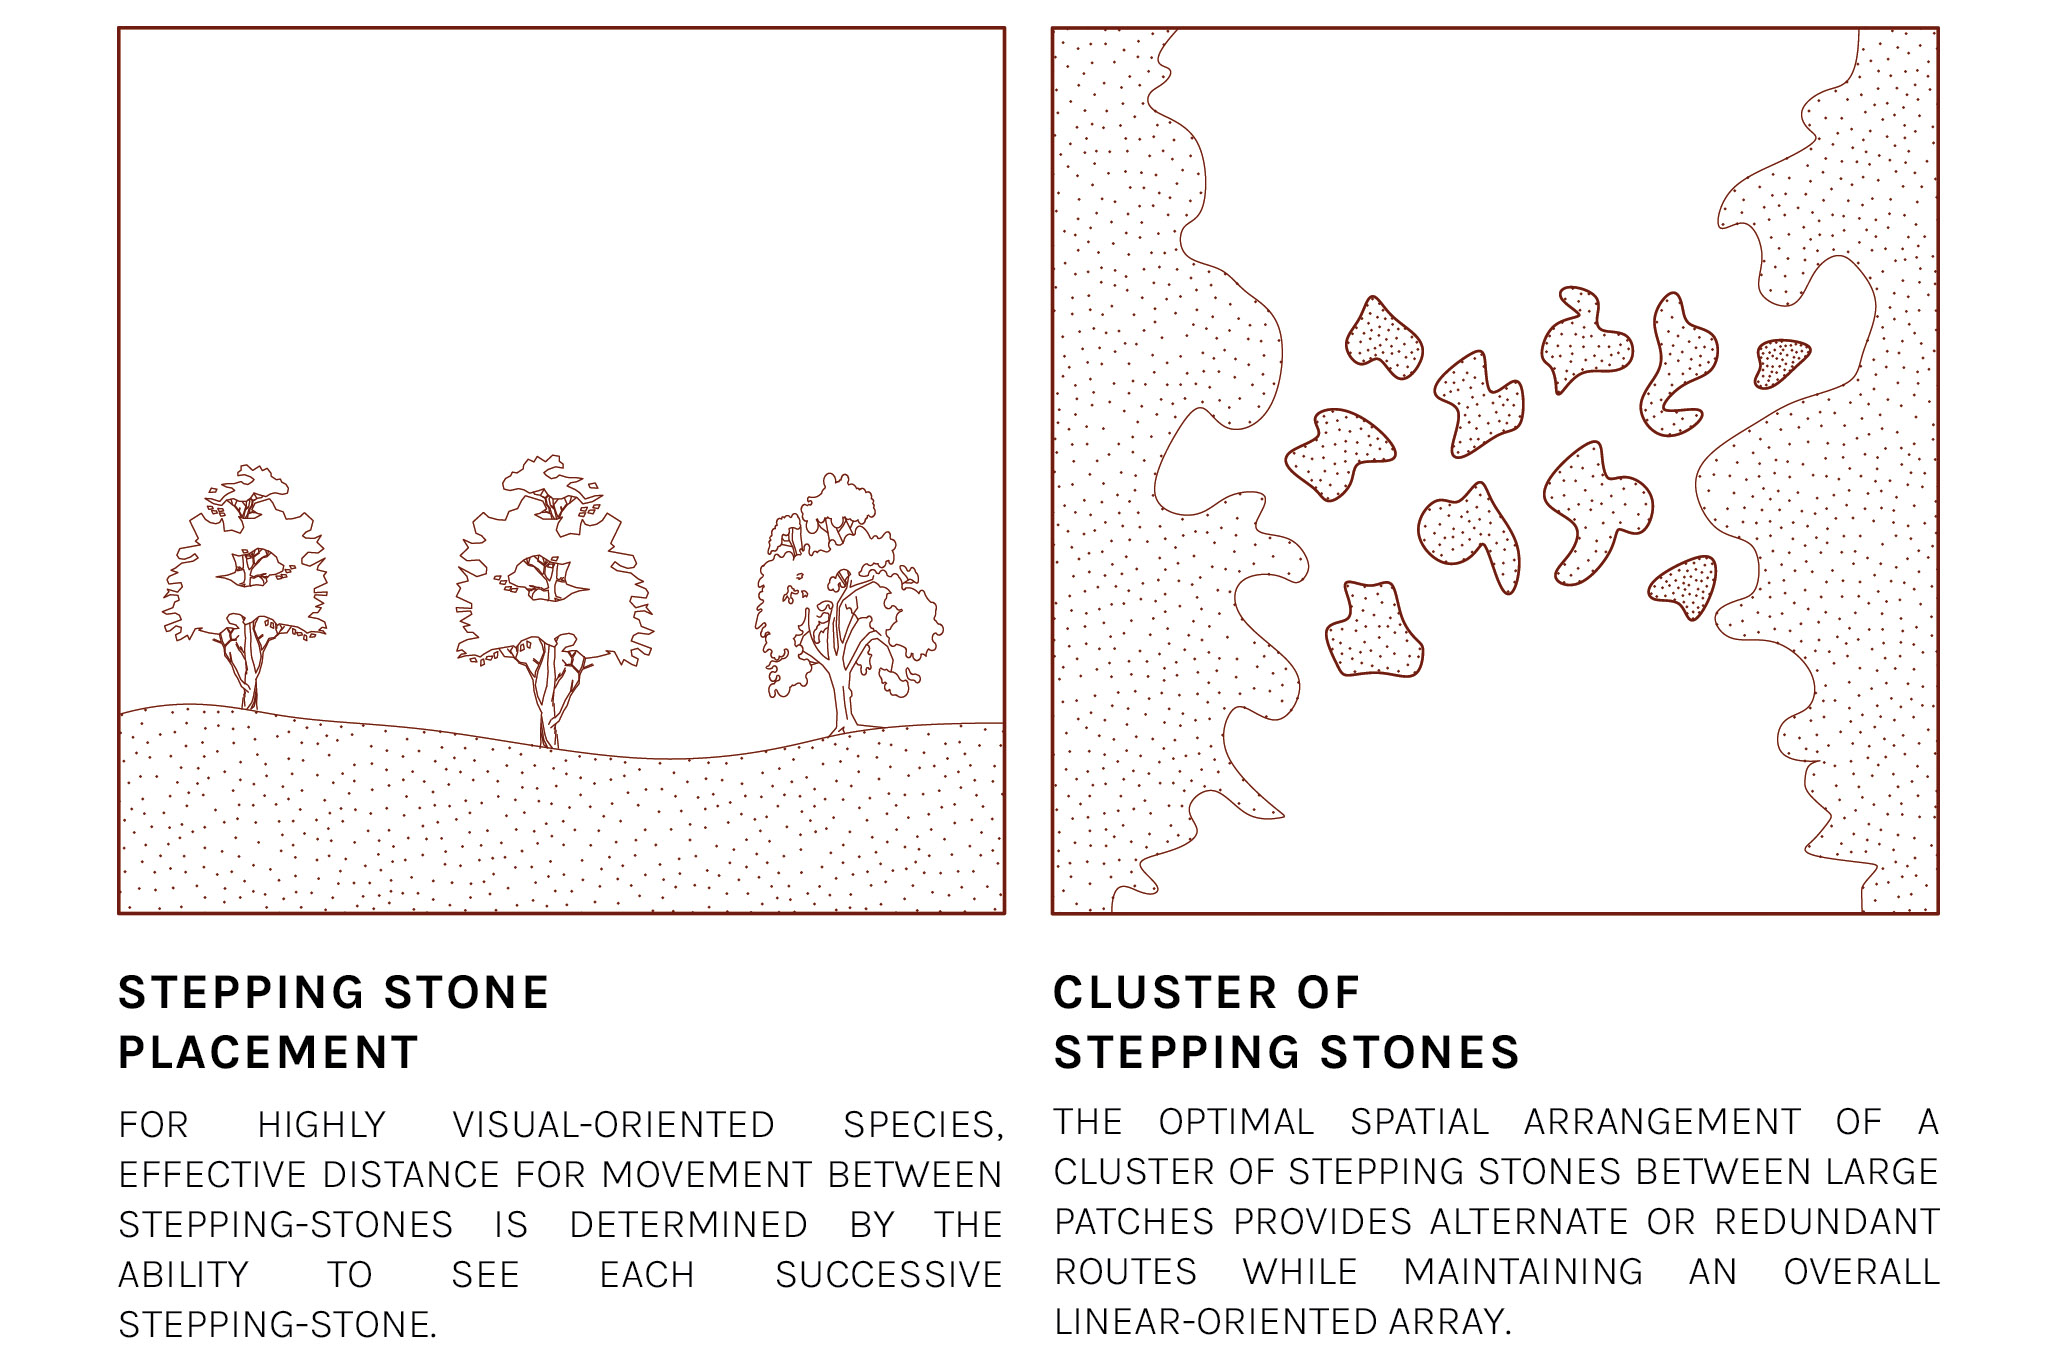 STEPPING STONE
PLACEMENT
FOR HIGHLY VISUAL-ORIENTED SPECIES,
EFFECTIVE DISTANCE FOR MOVEMENT BETWEEN
STEPPING-STONES IS DETERMINED BY THE
ABILITY TO SEE EACH SUCCESSIVE
STEPPING-STONE.
CLUSTER OF
STEPPING STONES
THE OPTIMAL SPATIAL ARRANGEMENT OF A
CLUSTER OF STEPPING STONES BETWEEN LARGE
PATCHES PROVIDES ALTERNATE OR REDUNDANT
ROUTES WHILE MAINTAINING AN OVERALL
LINEAR-ORIENTED ARRAY.